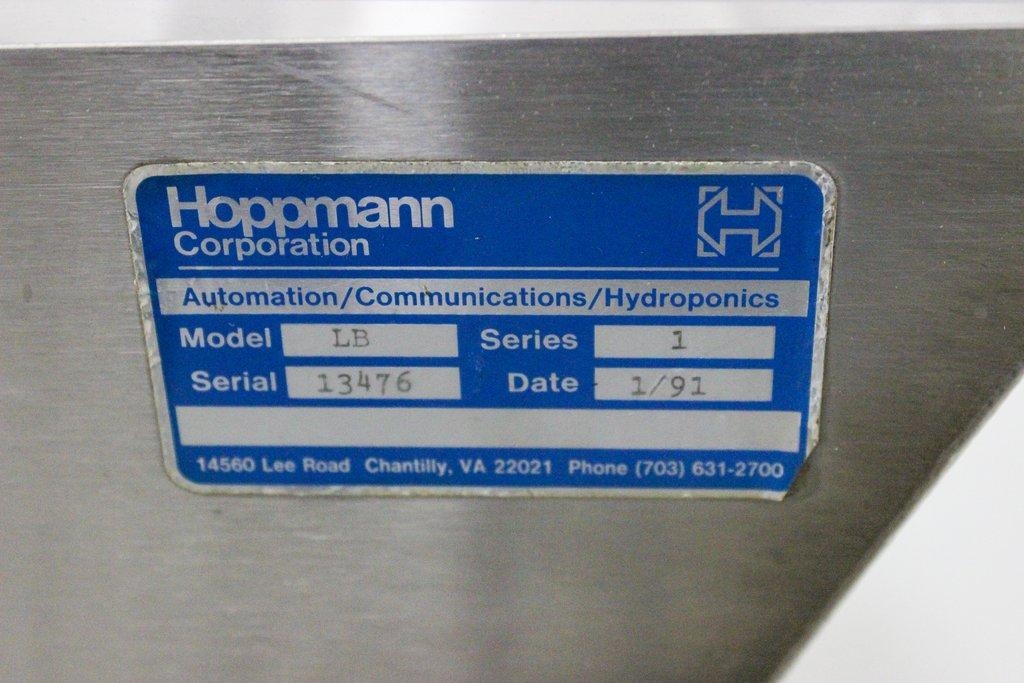 Hoppmann
Corporation
H
Automation/Communications/Hydroponics
Model LB Series 1
Serial 13476 Date 1/91
14560 Lee Road Chantilly, VA 22021 Phone (703) 631-2700